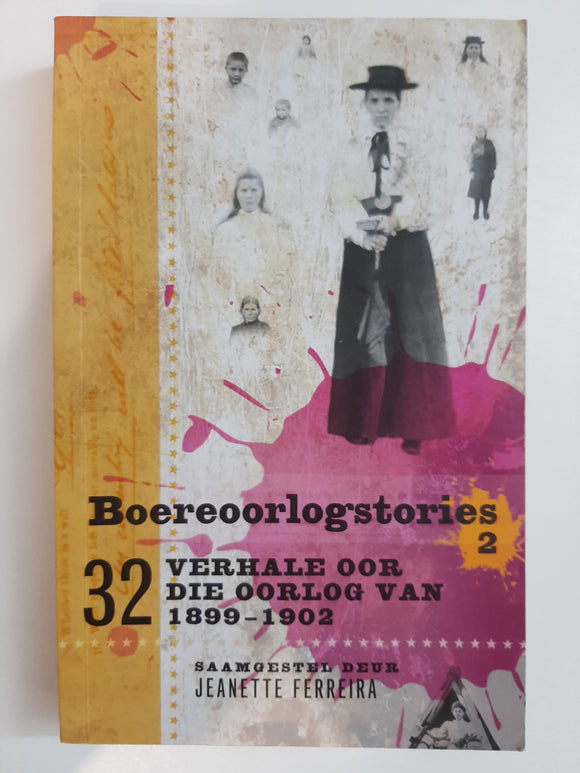 Boereoorlogstories
2
32
VERHALE OOR
DIE OORLOG VAN
1899–1902
SAAMGESTEL DEUR
JEANETTE FERREIRA